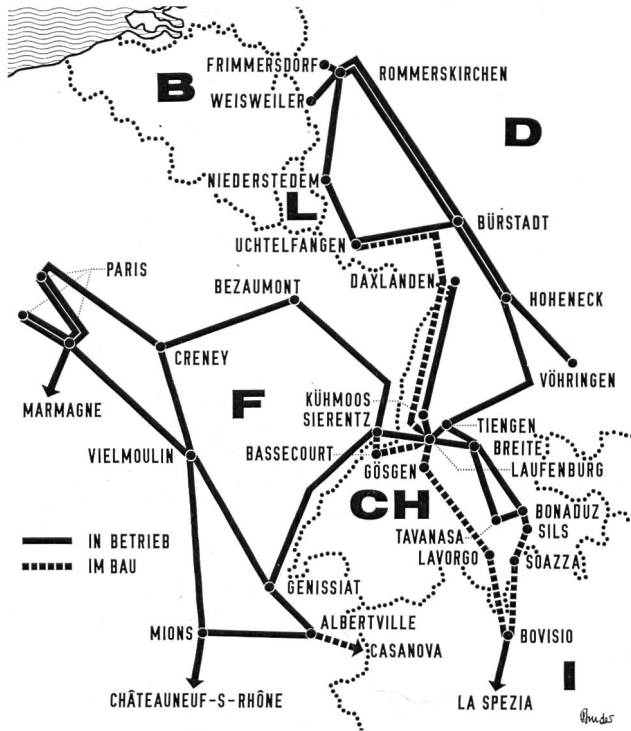 FRIMMERSDORF
ROMMERSKIRCHEN
B
WEISWEILER
D
NIEDERSTEDEM
L
BÜRSTADT
UCHTELFANGEN
PARIS
DAXLANDEN
BEZAUMONT
HOHENECK
CRENEY
VÖHRINGEN
MARMAGNE
F
KÜHMOOS
SIERENTZ
TIENGEN
BREITE
VIELMOULIN
BASSECOURT
GÖSGEN
LAUFENBURG
CH
BONADUZ
TAVANASA
SILS
IN BETRIEB
LAVORGO
SOAZZA
IM BAU
GENISSIAT
ALBERTVILLE
MIONS
BOVISIO
CASANOVA
I
CHÂTEAUNEUF-S-RHÔNE
LA SPEZIA